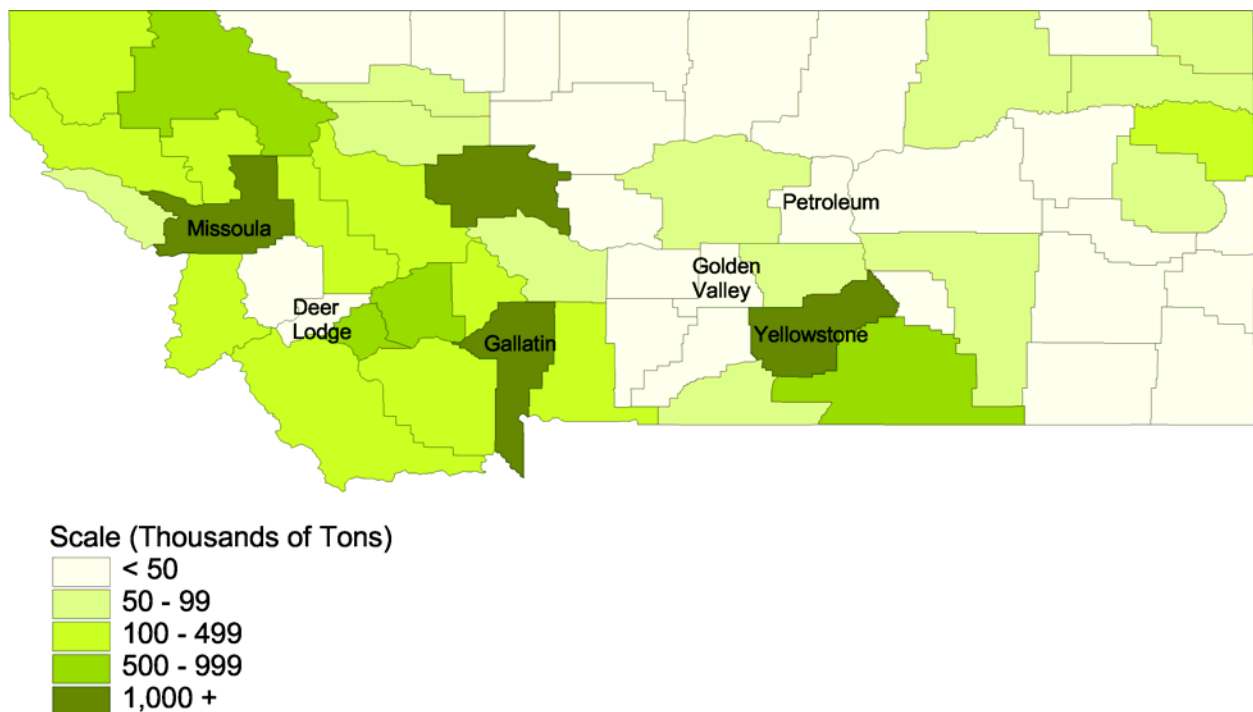 Petroleum
Missoula
Golden
Valley
Deer
Lodge
Gallatin
Yellowstone
Scale (Thousands of Tons)
< 50
50 - 99
100 - 499
500 - 999
1,000 +